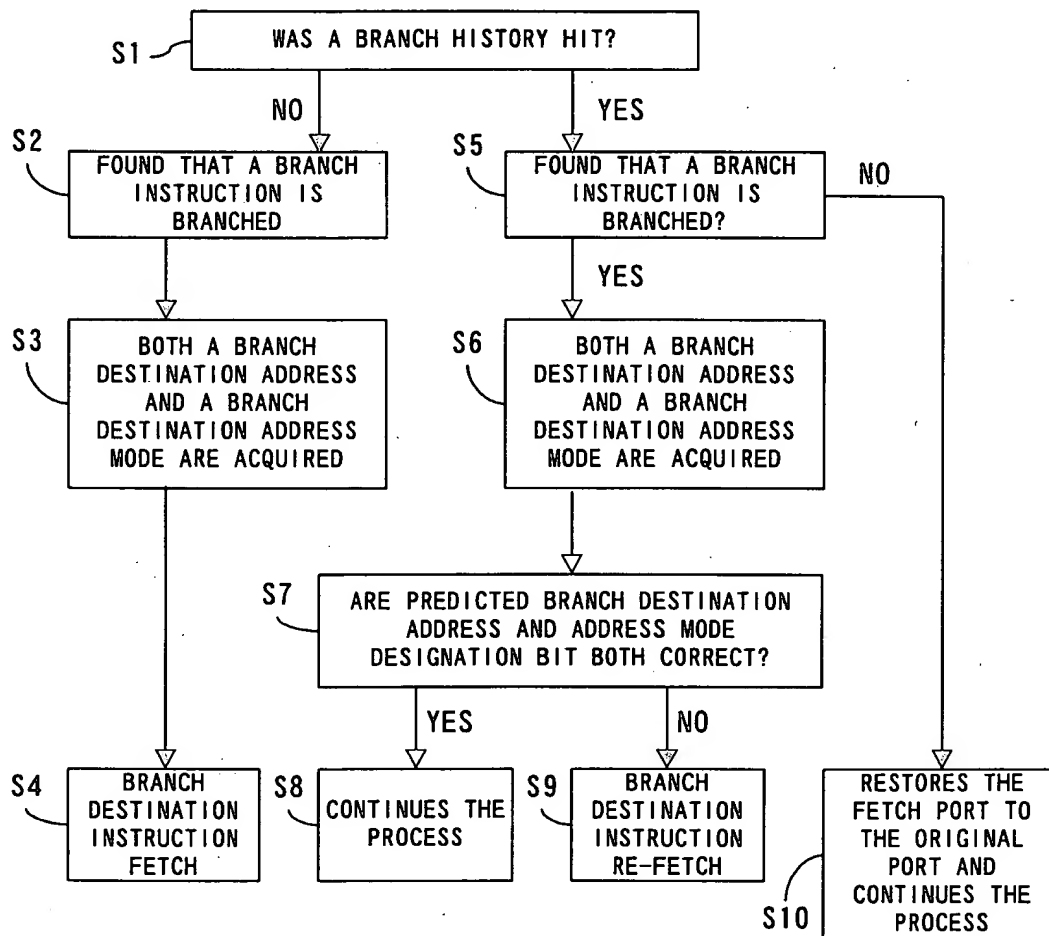 S1
WAS A BRANCH HISTORY HIT?
NO
YES
S2
FOUND THAT A BRANCH
INSTRUCTION IS
BRANCHED
S5
FOUND THAT A BRANCH
INSTRUCTION IS
BRANCHED?
NO
YES
S3
BOTH A BRANCH
DESTINATION ADDRESS
AND A BRANCH
DESTINATION ADDRESS
MODE ARE ACQUIRED
S6
BOTH A BRANCH
DESTINATION ADDRESS
AND A BRANCH
DESTINATION ADDRESS
MODE ARE ACQUIRED
S7
ARE PREDICTED BRANCH DESTINATION
ADDRESS AND ADDRESS MODE
DESIGNATION BIT BOTH CORRECT?
YES
NO
S4
BRANCH
DESTINATION
INSTRUCTION
FETCH
S8
CONTINUES THE
PROCESS
S9
BRANCH
DESTINATION
INSTRUCTION
RE-FETCH
S10
RESTORES THE
FETCH PORT TO
THE ORIGINAL
PORT AND
CONTINUES THE
PROCESS